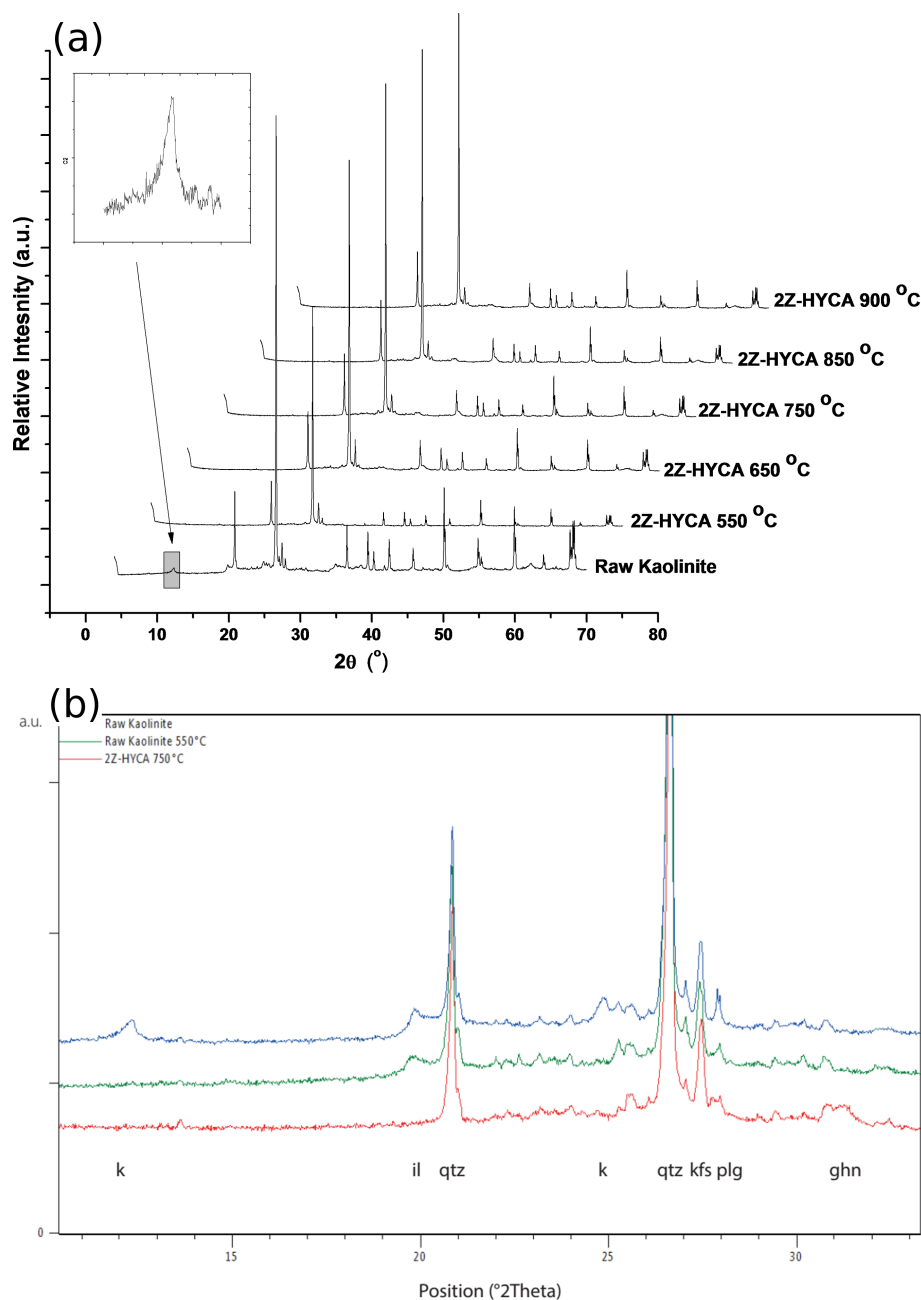 (a)
O2
Relative Intesnity (a.u.)
2Z-HYCA 900 °C
2Z-HYCA 850 °C
2Z-HYCA 750 °C
2Z-HYCA 650 °C
2Z-HYCA 550 °C
Raw Kaolinite
0 10 20 30 40 50 60 70 80
2θ (°)
(b)
a.u.
Raw Kaolinite
Raw Kaolinite 550°C
2Z-HYCA 750°C
k il qtz k qtz kfs plg ghn
0
15 20 25 30
Position (°2Theta)